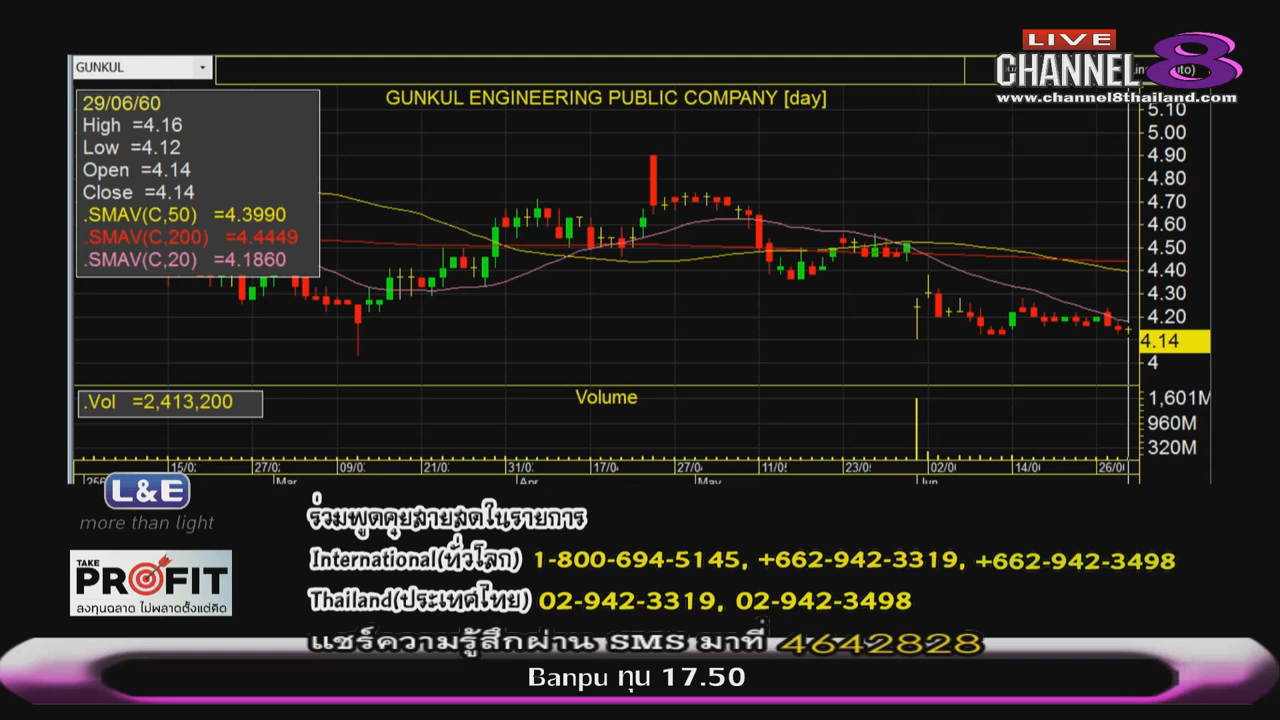 LIVE
CHANNEL 8
www.channel8thailand.com
GUNKUL
GUNKUL ENGINEERING PUBLIC COMPANY [day]
29/06/60
High =4.16
Low =4.12
Open =4.14
Close =4.14
.SMAV(C,50) =4.3990
.SMAV(C,200) =4.4449
.SMAV(C,20) =4.1860
5.10
5.00
4.90
4.80
4.70
4.60
4.50
4.40
4.30
4.20
4.14
4
.Vol =2,413,200
Volume
1,601M
960M
320M
15/0 27/0 09/0 21/0 31/0 17/0 27/0 11/0 23/0 02/0 14/0 26/0
Mar Apr May Jun
L&E
more than light
TAKE
PROFIT
ลงทุนฉลาด ไม่พลาดตั้งแต่คิด
ร่วมพูดคุยสายสดในรายการ
International(ทั่วโลก) 1-800-694-5145, +662-942-3319, +662-942-3498
Thailand(ประเทศไทย) 02-942-3319, 02-942-3498
แชร์ความรู้สึกผ่าน SMS มาที่ 4642828
Banpu ทุน 17.50